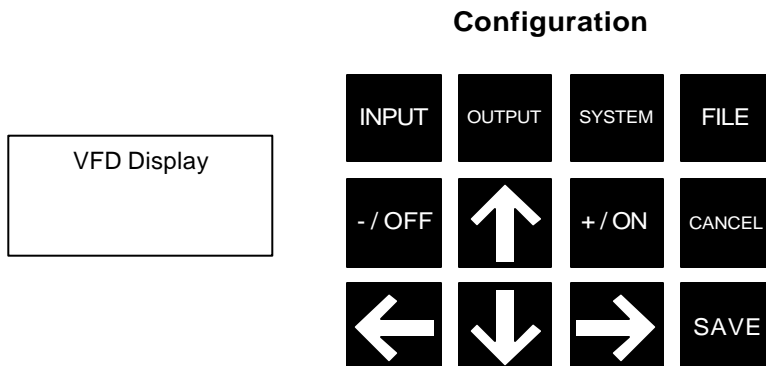 Configuration
INPUT OUTPUT SYSTEM FILE
VFD Display
- / OFF + / ON CANCEL
SAVE